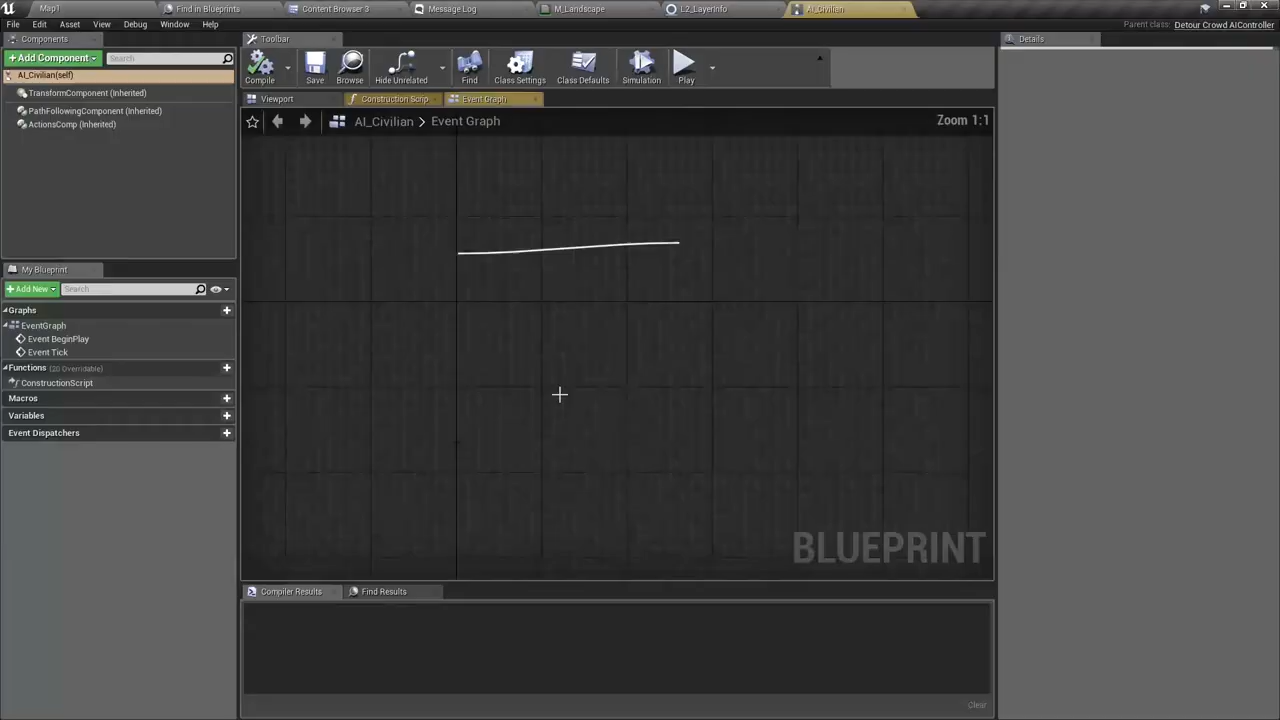 Map1
Find in Blueprints
Content Browser 3
Message Log
M_Landscape
L2_LayerInfo
AI_Civilian
File Edit Asset View Debug Window Help
Parent class: Detour Crowd AIController
Components
Toolbar
Details
+Add Component
Search
AI_Civilian(self)
TransformComponent (Inherited)
PathFollowingComponent (Inherited)
ActionsComp (Inherited)
Compile
Save
Browse
Hide Unrelated
Find
Class Settings
Class Defaults
Simulation
Play
Viewport
Construction Scrip
Event Graph
AI_Civilian > Event Graph
Zoom 1:1
My Blueprint
+Add New
Search
Graphs
EventGraph
Event BeginPlay
Event Tick
Functions (20 Overridable)
ConstructionScript
Macros
Variables
Event Dispatchers
BLUEPRINT
Compiler Results
Find Results
Clear